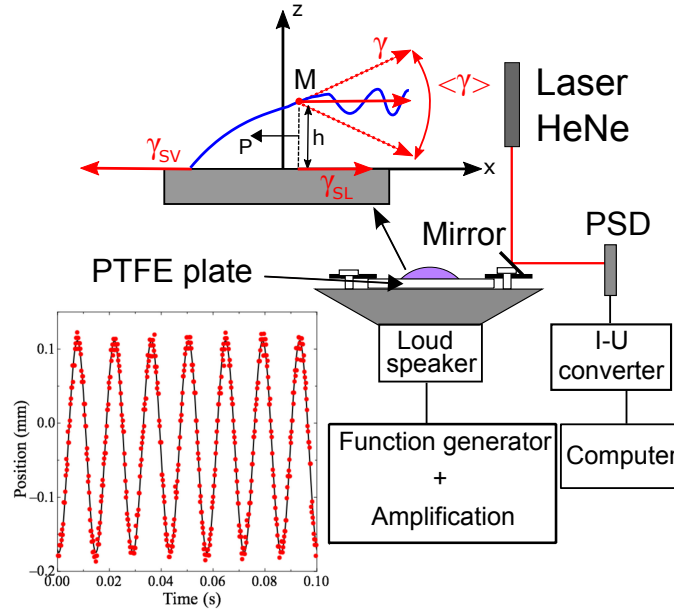 z
γ
<γ>
M
h
P
γSV
γSL
x
Laser
HeNe
PSD
Mirror
PTFE plate
Loud
speaker
I-U
converter
Function generator
+
Amplification
Computer
Position (mm)
0.1
0.0
−0.1
−0.2
0.00
0.02
0.04
0.06
0.08
0.10
Time (s)